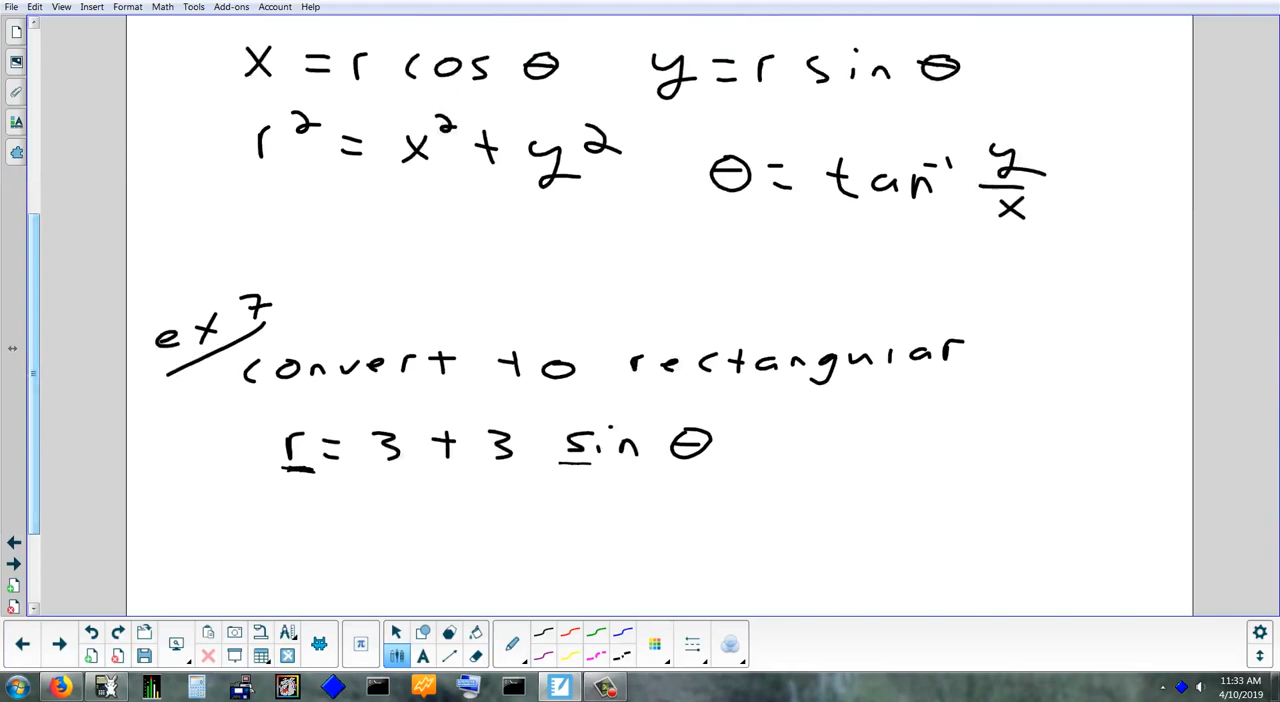 File Edit View Insert Format Math Tools Add-ons Account Help
x = r cos θ y = r sin θ
r² = x² + y² θ = tan⁻¹ y/x
ex 7
convert to rectangular
r = 3 + 3 sin θ
11:33 AM
4/10/2019